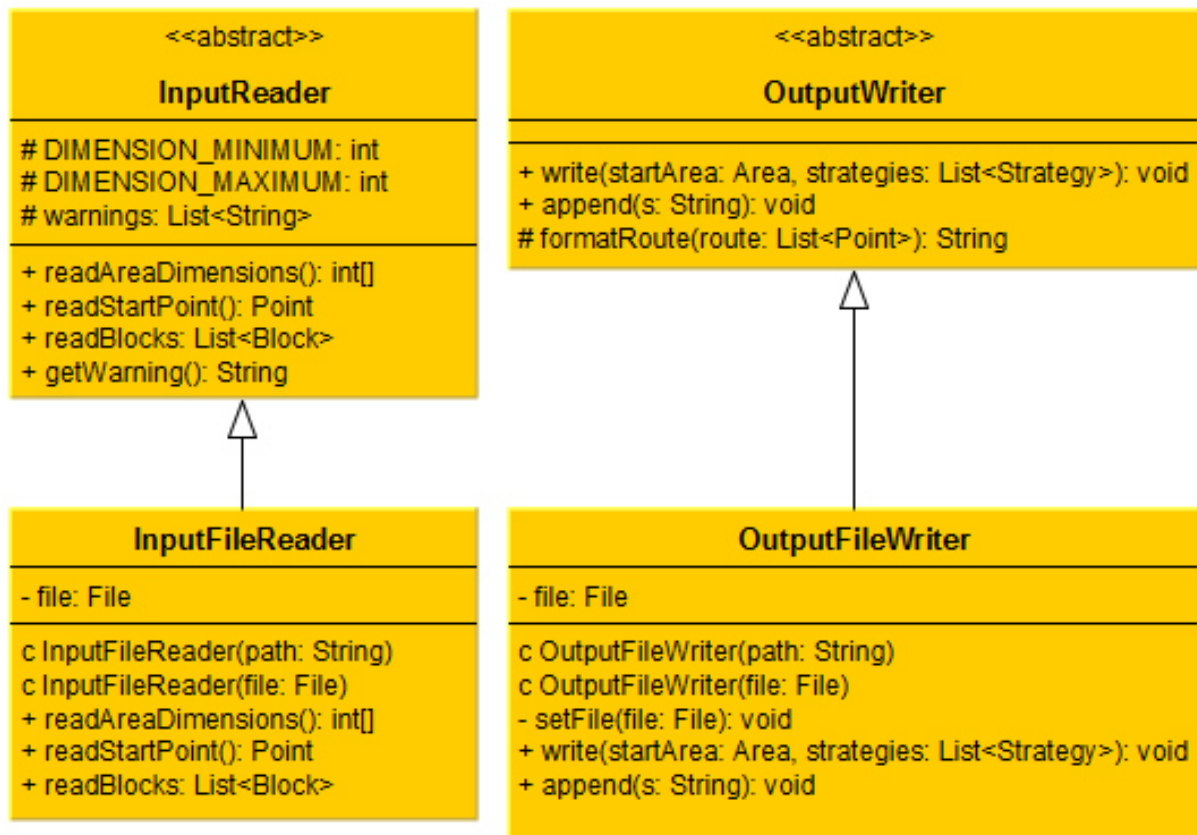 <<abstract>>
InputReader
# DIMENSION_MINIMUM: int
# DIMENSION_MAXIMUM: int
# warnings: List<String>
+ readAreaDimensions(): int[]
+ readStartPoint(): Point
+ readBlocks: List<Block>
+ getWarning(): String
<<abstract>>
OutputWriter
+ write(startArea: Area, strategies: List<Strategy>): void
+ append(s: String): void
# formatRoute(route: List<Point>): String
InputFileReader
- file: File
c InputFileReader(path: String)
c InputFileReader(file: File)
+ readAreaDimensions(): int[]
+ readStartPoint(): Point
+ readBlocks: List<Block>
OutputFileWriter
- file: File
c OutputFileWriter(path: String)
c OutputFileWriter(file: File)
- setFile(file: File): void
+ write(startArea: Area, strategies: List<Strategy>): void
+ append(s: String): void